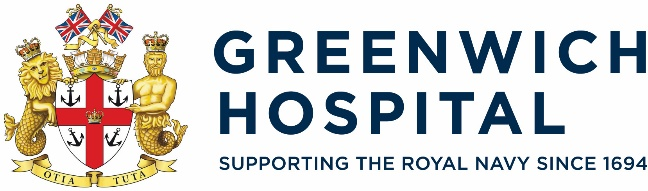 GREENWICH
HOSPITAL
SUPPORTING THE ROYAL NAVY SINCE 1694
OTIA TUTA